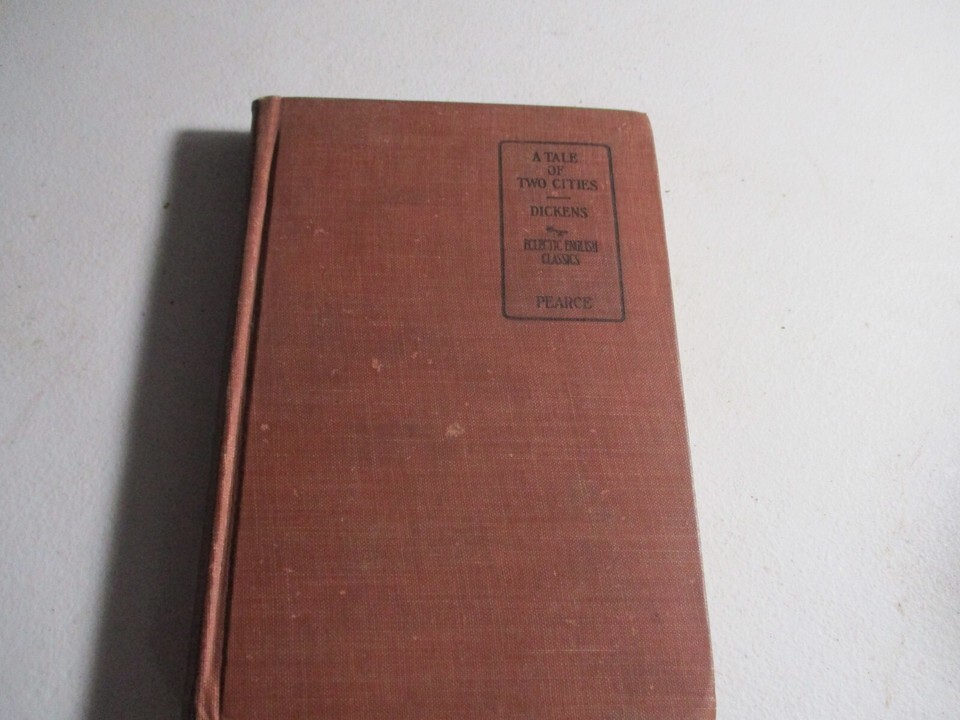 A TALE
OF
TWO CITIES
DICKENS
ECLECTIC ENGLISH
CLASSICS
PEARCE